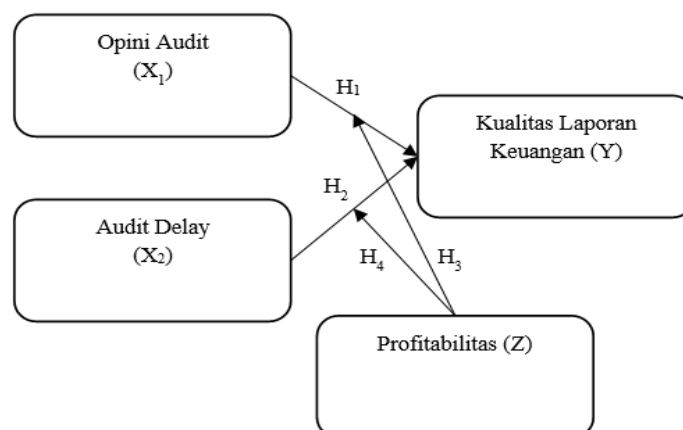 Opini Audit
(X₁)
H₁
Kualitas Laporan
Keuangan (Y)
H₂
Audit Delay
(X₂)
H₄
H₃
Profitabilitas (Z)